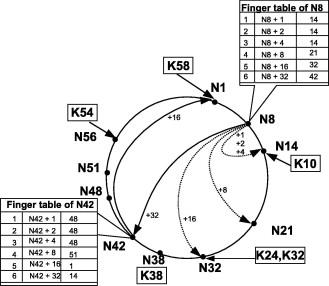 Finger table of N8
1 N8 + 1 14
2 N8 + 2 14
3 N8 + 4 14
4 N8 + 8 21
5 N8 + 16 32
6 N8 + 32 42
K58
N1
K54
N56
N8
+16
+1
+2
+4
N14
K10
N51
N48
+8
N21
+32
+16
N42
N38
K38
N32
K24,K32
Finger table of N42
1 N42 + 1 48
2 N42 + 2 48
3 N42 + 4 48
4 N42 + 8 51
5 N42 + 16 1
6 N42 + 32 14